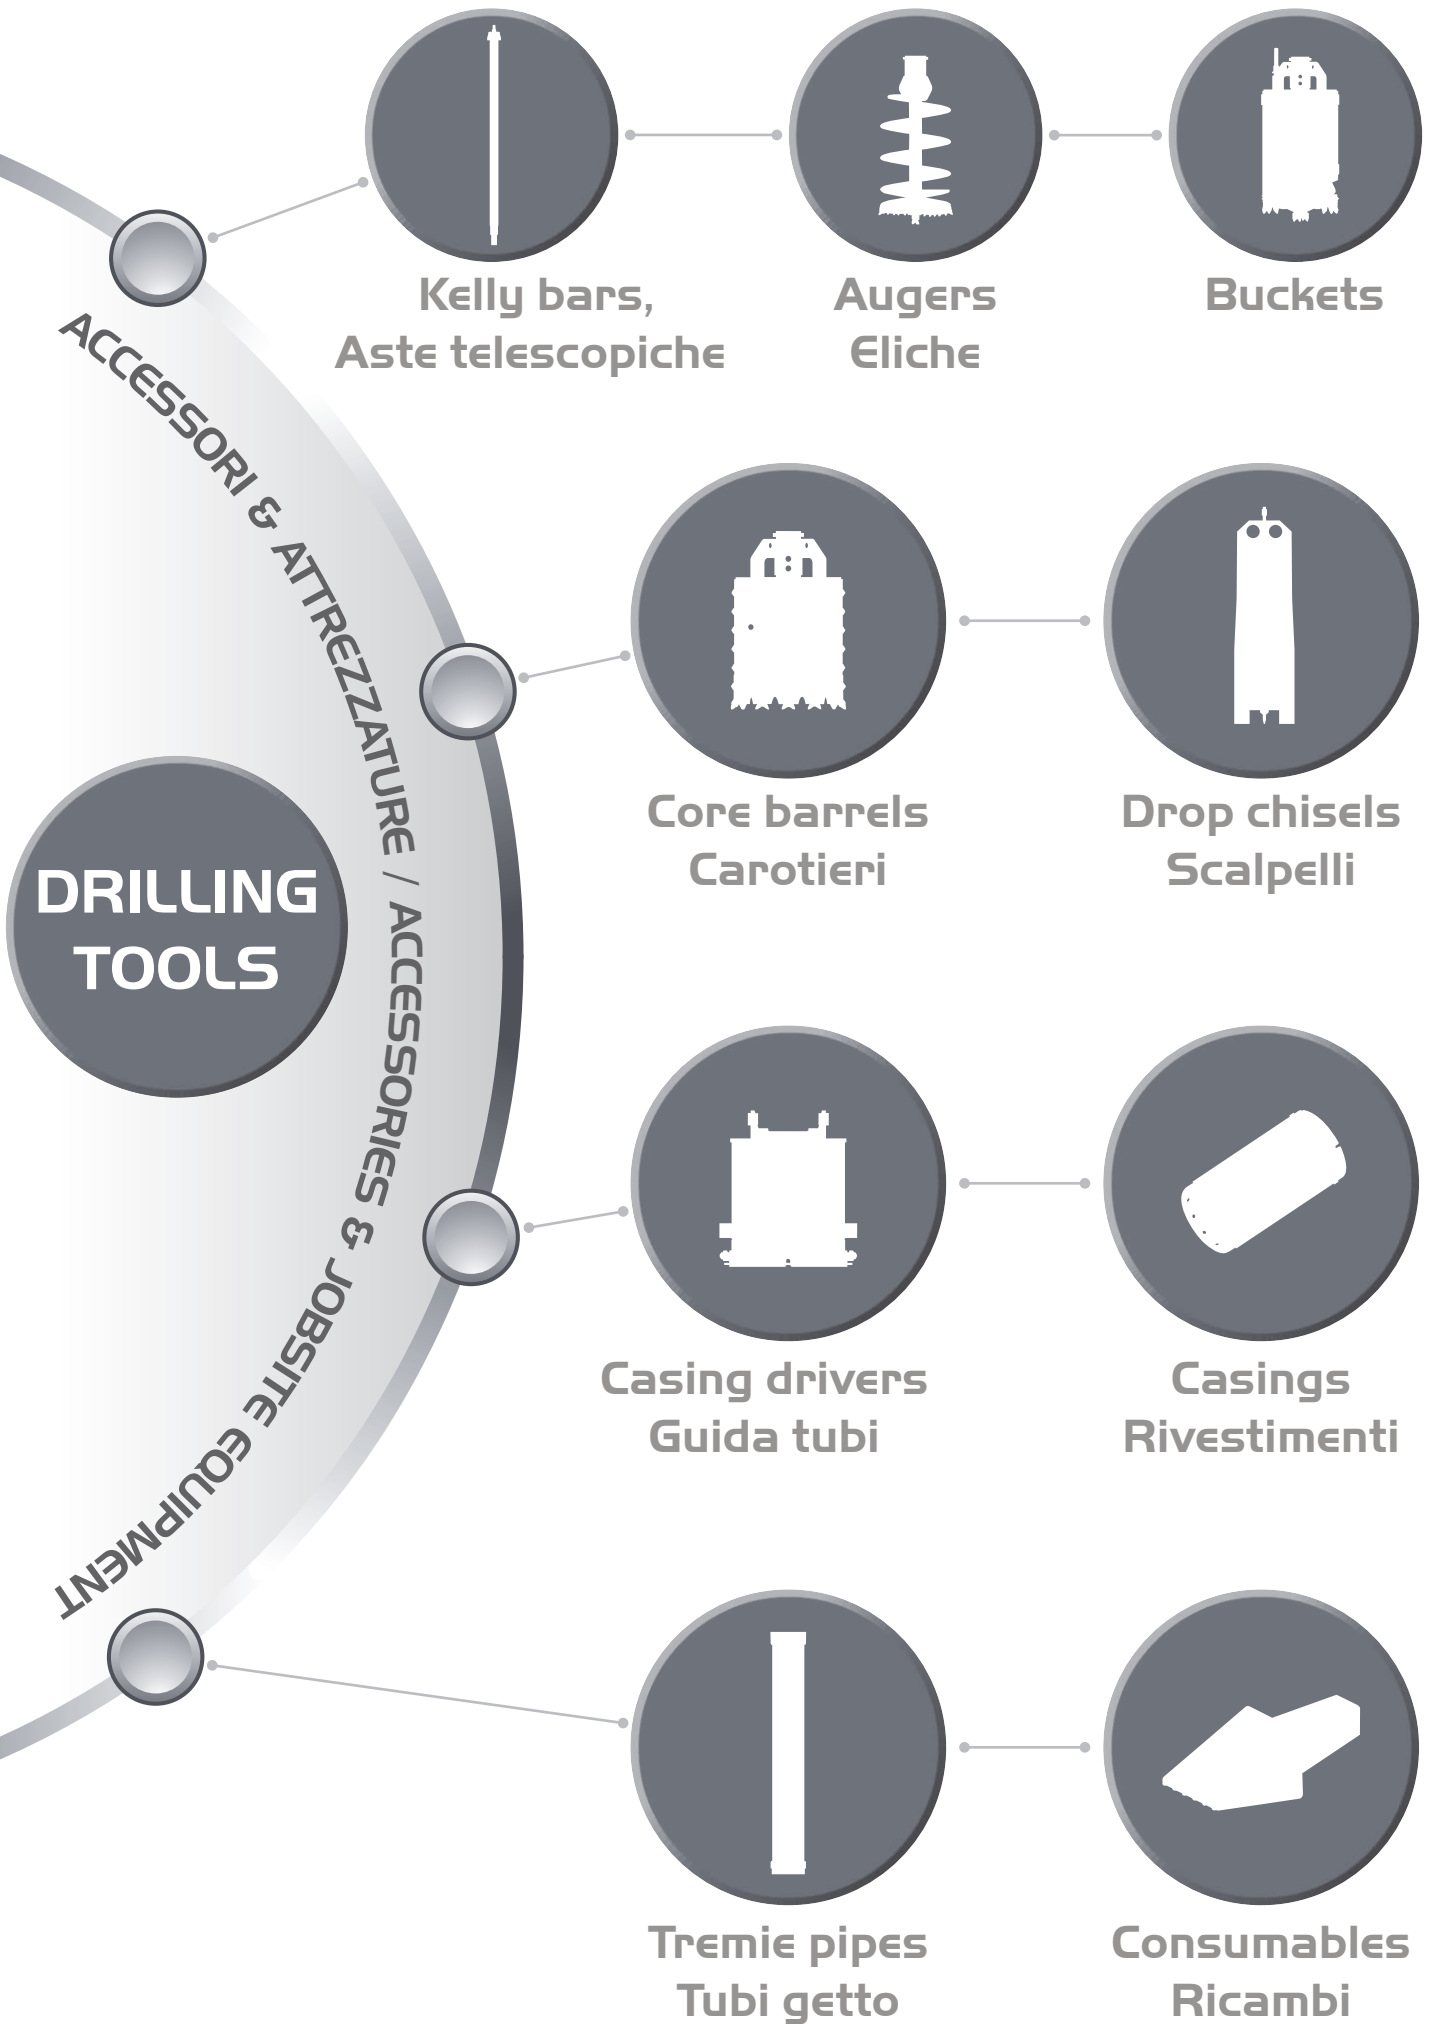 Kelly bars,
Aste telescopiche
Augers
Eliche
Buckets
ACCESSORI & ATTREZZATURE / ACCESSORIES & JOBSITE EQUIPMENT
DRILLING
TOOLS
Core barrels
Carotieri
Drop chisels
Scalpelli
Casing drivers
Guida tubi
Casings
Rivestimenti
Tremie pipes
Tubi getto
Consumables
Ricambi